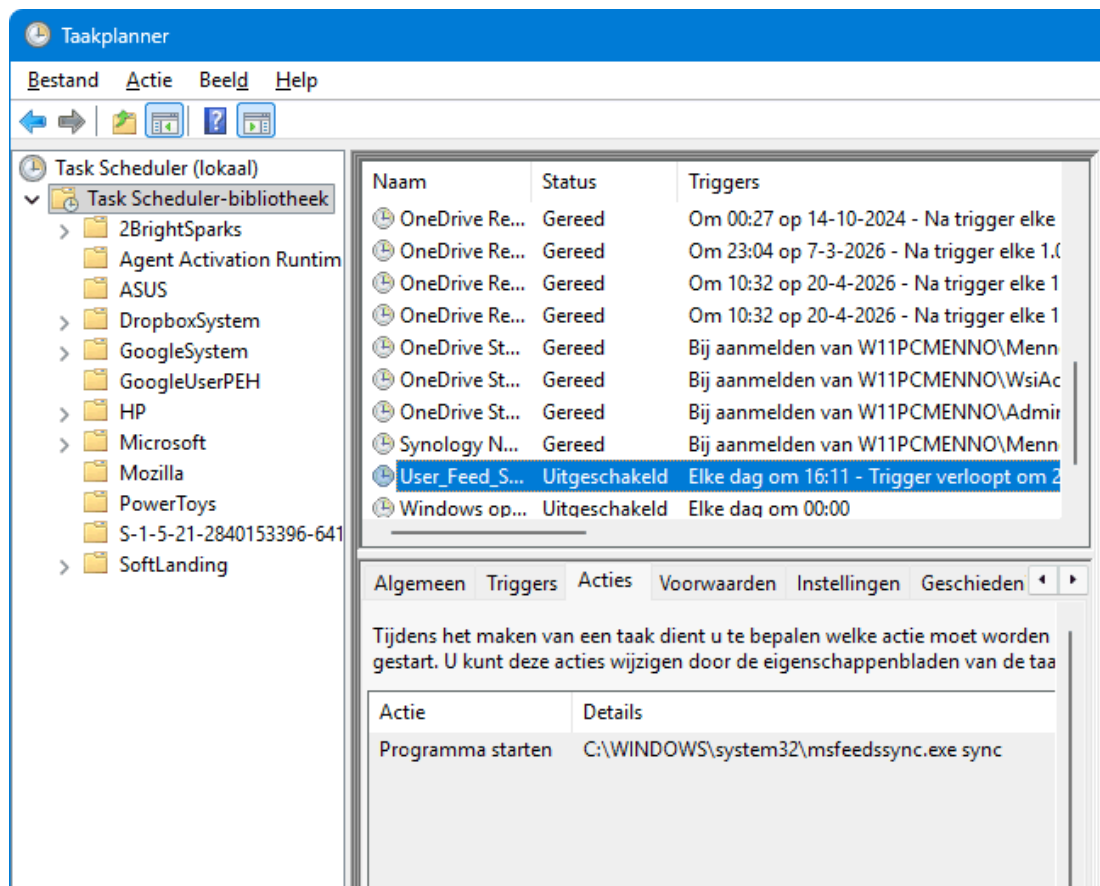 Taakplanner
Bestand Actie Beeld Help
Task Scheduler (lokaal)
Task Scheduler-bibliotheek
2BrightSparks
Agent Activation Runtim
ASUS
DropboxSystem
GoogleSystem
GoogleUserPEH
HP
Microsoft
Mozilla
PowerToys
S-1-5-21-2840153396-641
SoftLanding
Naam Status Triggers
OneDrive Re... Gereed Om 00:27 op 14-10-2024 - Na trigger elke
OneDrive Re... Gereed Om 23:04 op 7-3-2026 - Na trigger elke 1.0
OneDrive Re... Gereed Om 10:32 op 20-4-2026 - Na trigger elke 1
OneDrive Re... Gereed Om 10:32 op 20-4-2026 - Na trigger elke 1
OneDrive St... Gereed Bij aanmelden van W11PCMENNO\Menn
OneDrive St... Gereed Bij aanmelden van W11PCMENNO\WsiAc
OneDrive St... Gereed Bij aanmelden van W11PCMENNO\Admin
Synology N... Gereed Bij aanmelden van W11PCMENNO\Menn
User_Feed_S... Uitgeschakeld Elke dag om 16:11 - Trigger verloopt om 2
Windows op... Uitgeschakeld Elke dag om 00:00
Algemeen Triggers Acties Voorwaarden Instellingen Geschieden
Tijdens het maken van een taak dient u te bepalen welke actie moet worden
gestart. U kunt deze acties wijzigen door de eigenschappenbladen van de taa
Actie Details
Programma starten C:\WINDOWS\system32\msfeedssync.exe sync